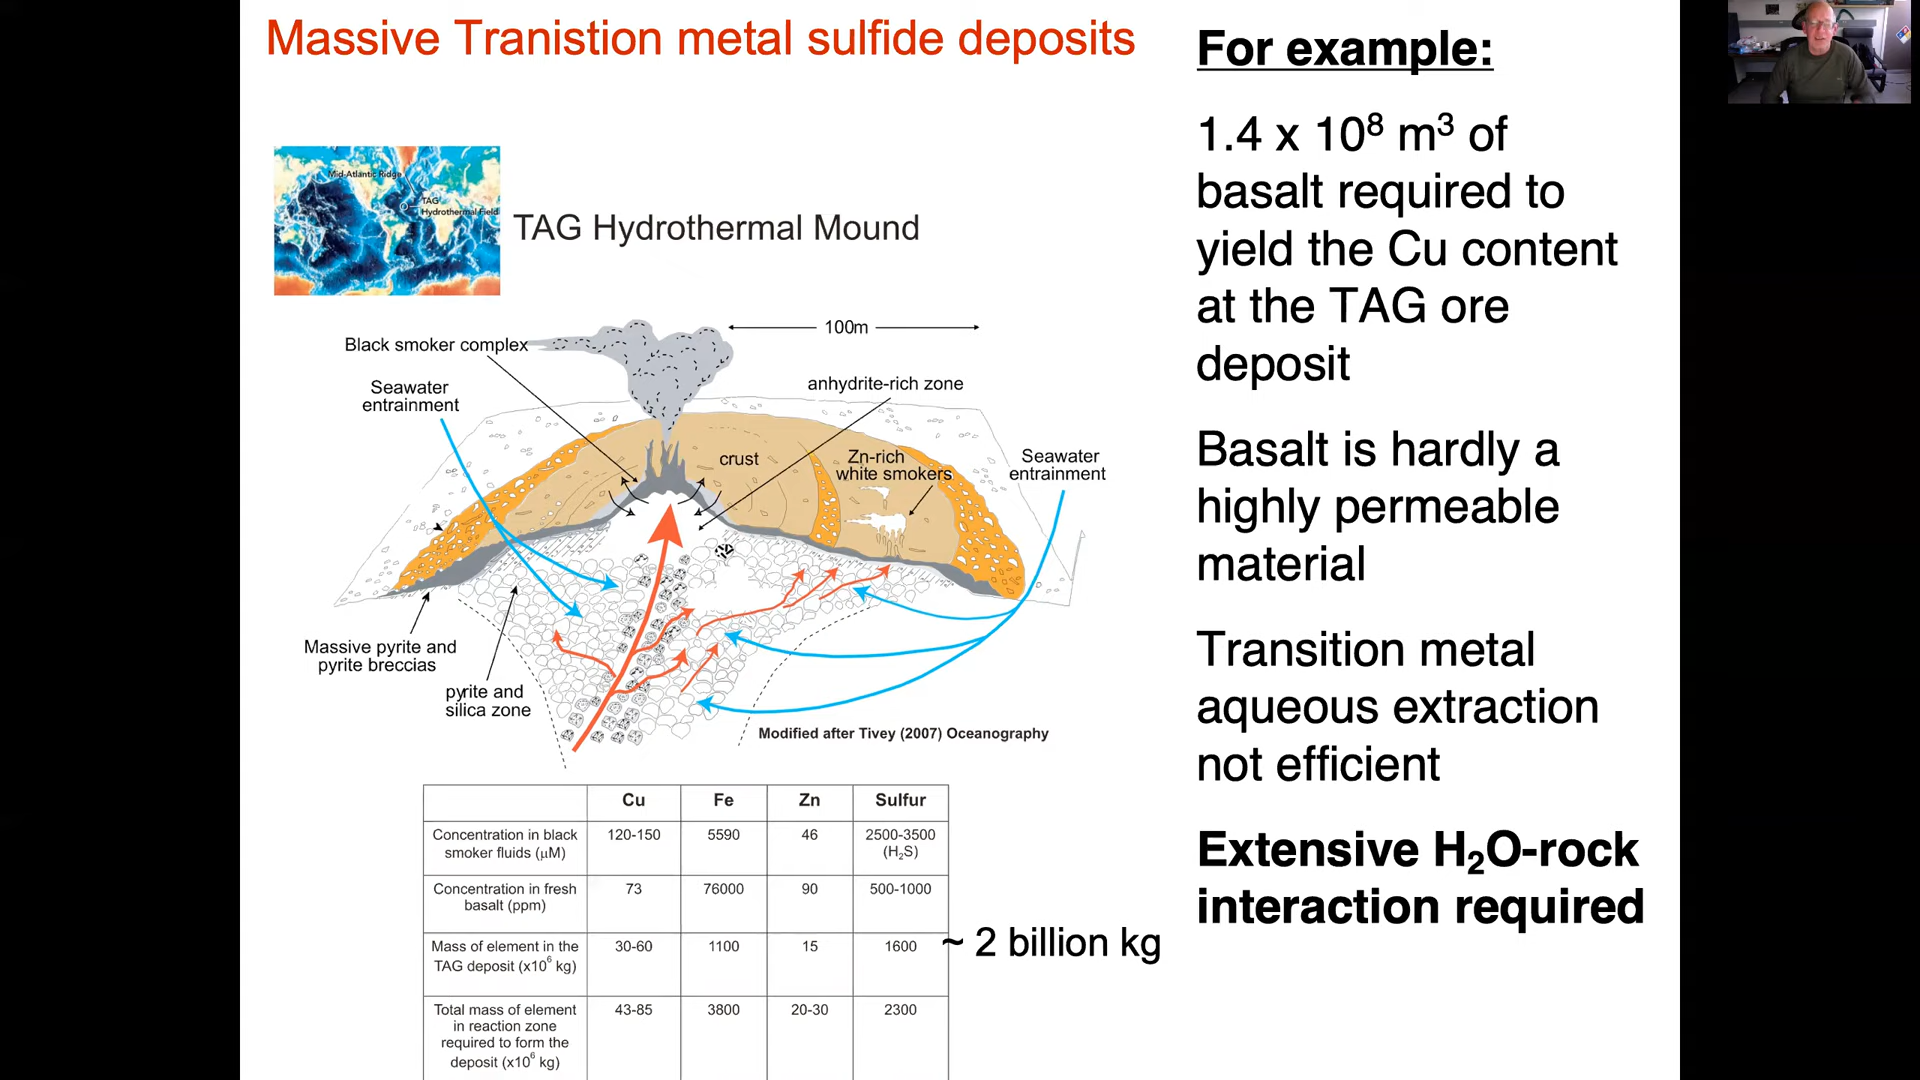 Massive Tranistion metal sulfide deposits
Mid-Atlantic Ridge
TAG
Hydrothermal Field
TAG Hydrothermal Mound
100m
Black smoker complex
Seawater
entrainment
anhydrite-rich zone
crust
Zn-rich
white smokers
Seawater
entrainment
Massive pyrite and
pyrite breccias
pyrite and
silica zone
Modified after Tivey (2007) Oceanography
Cu Fe Zn Sulfur
Concentration in black
smoker fluids (µM)
120-150 5590 46 2500-3500
(H₂S)
Concentration in fresh
basalt (ppm)
73 76000 90 500-1000
Mass of element in the
TAG deposit (x10⁶ kg)
30-60 1100 15 1600
~ 2 billion kg
Total mass of element
in reaction zone
required to form the
deposit (x10⁶ kg)
43-85 3800 20-30 2300
For example:
1.4 x 10⁸ m³ of
basalt required to
yield the Cu content
at the TAG ore
deposit
Basalt is hardly a
highly permeable
material
Transition metal
aqueous extraction
not efficient
Extensive H₂O-rock
interaction required